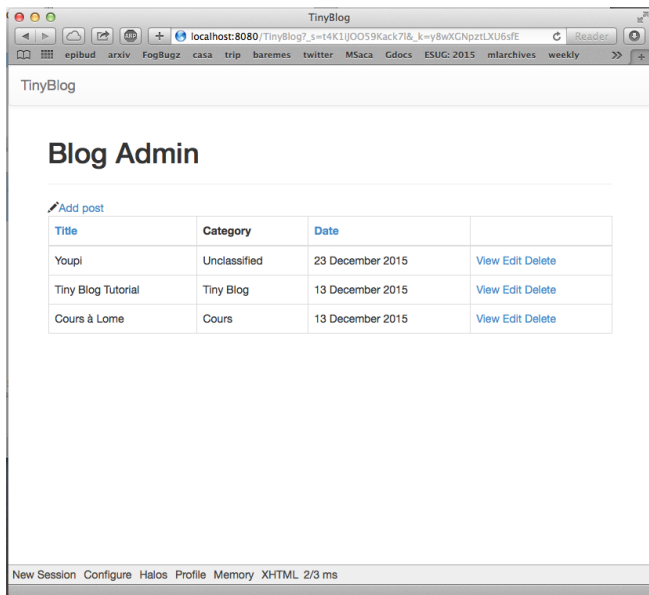 TinyBlog
localhost:8080/TinyBlog?_s=t4K1iJOO59Kack7l&_k=y8wXGNpztLXU6sfE Reader
epibud arxiv FogBugz casa trip baremes twitter MSaca Gdocs ESUG: 2015 mlarchives weekly
TinyBlog
Blog Admin
Add post
Title Category Date
Youpi Unclassified 23 December 2015 View Edit Delete
Tiny Blog Tutorial Tiny Blog 13 December 2015 View Edit Delete
Cours à Lome Cours 13 December 2015 View Edit Delete
New Session Configure Halos Profile Memory XHTML 2/3 ms